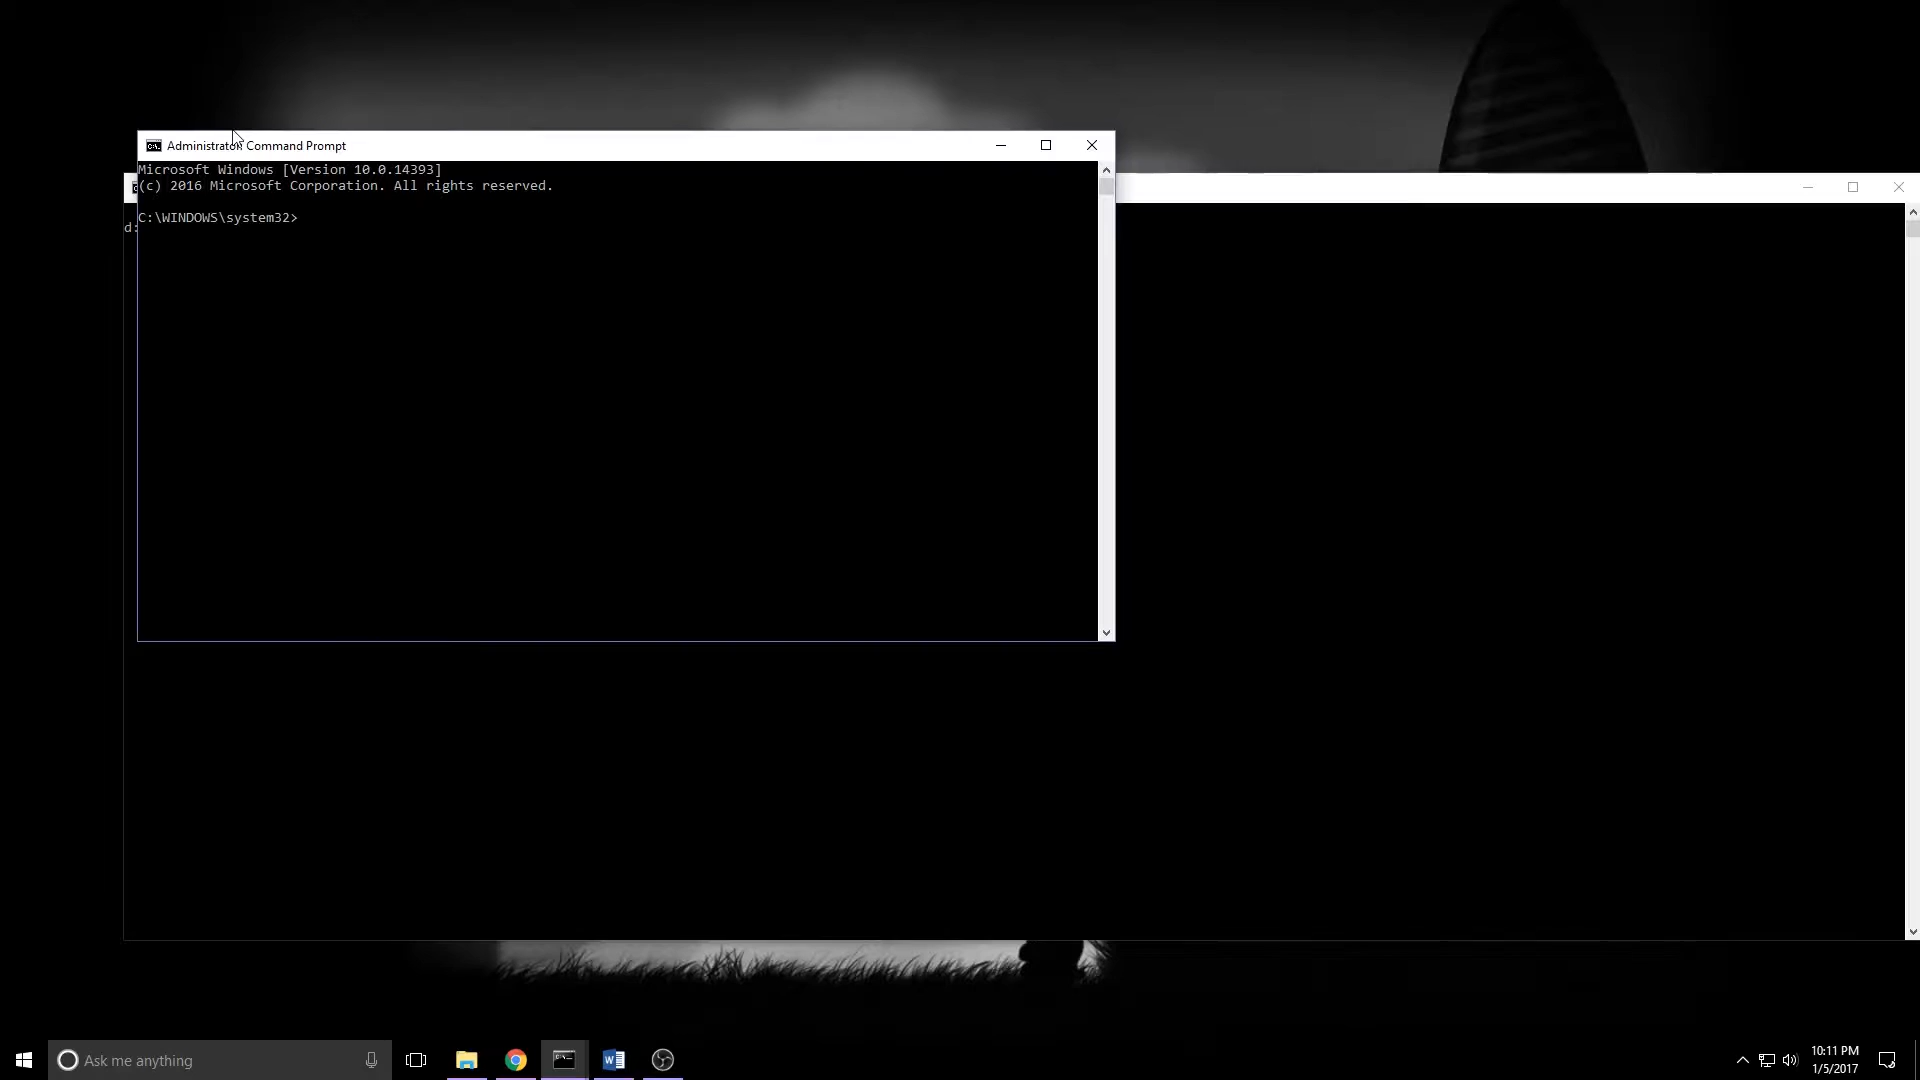 Administrator: Command Prompt
Microsoft Windows [Version 10.0.14393]
(c) 2016 Microsoft Corporation. All rights reserved.
C:\WINDOWS\system32>
d:
Ask me anything
10:11 PM
1/5/2017